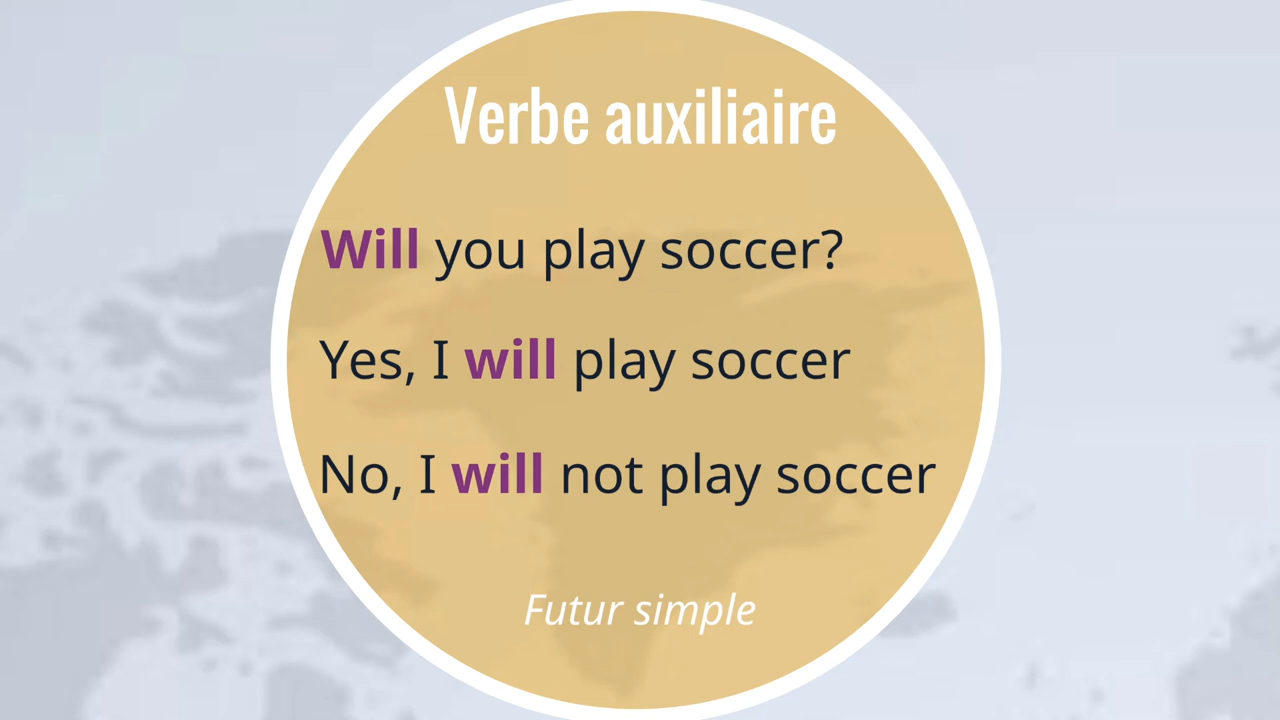 Verbe auxiliaire
Will you play soccer?
Yes, I will play soccer
No, I will not play soccer
Futur simple